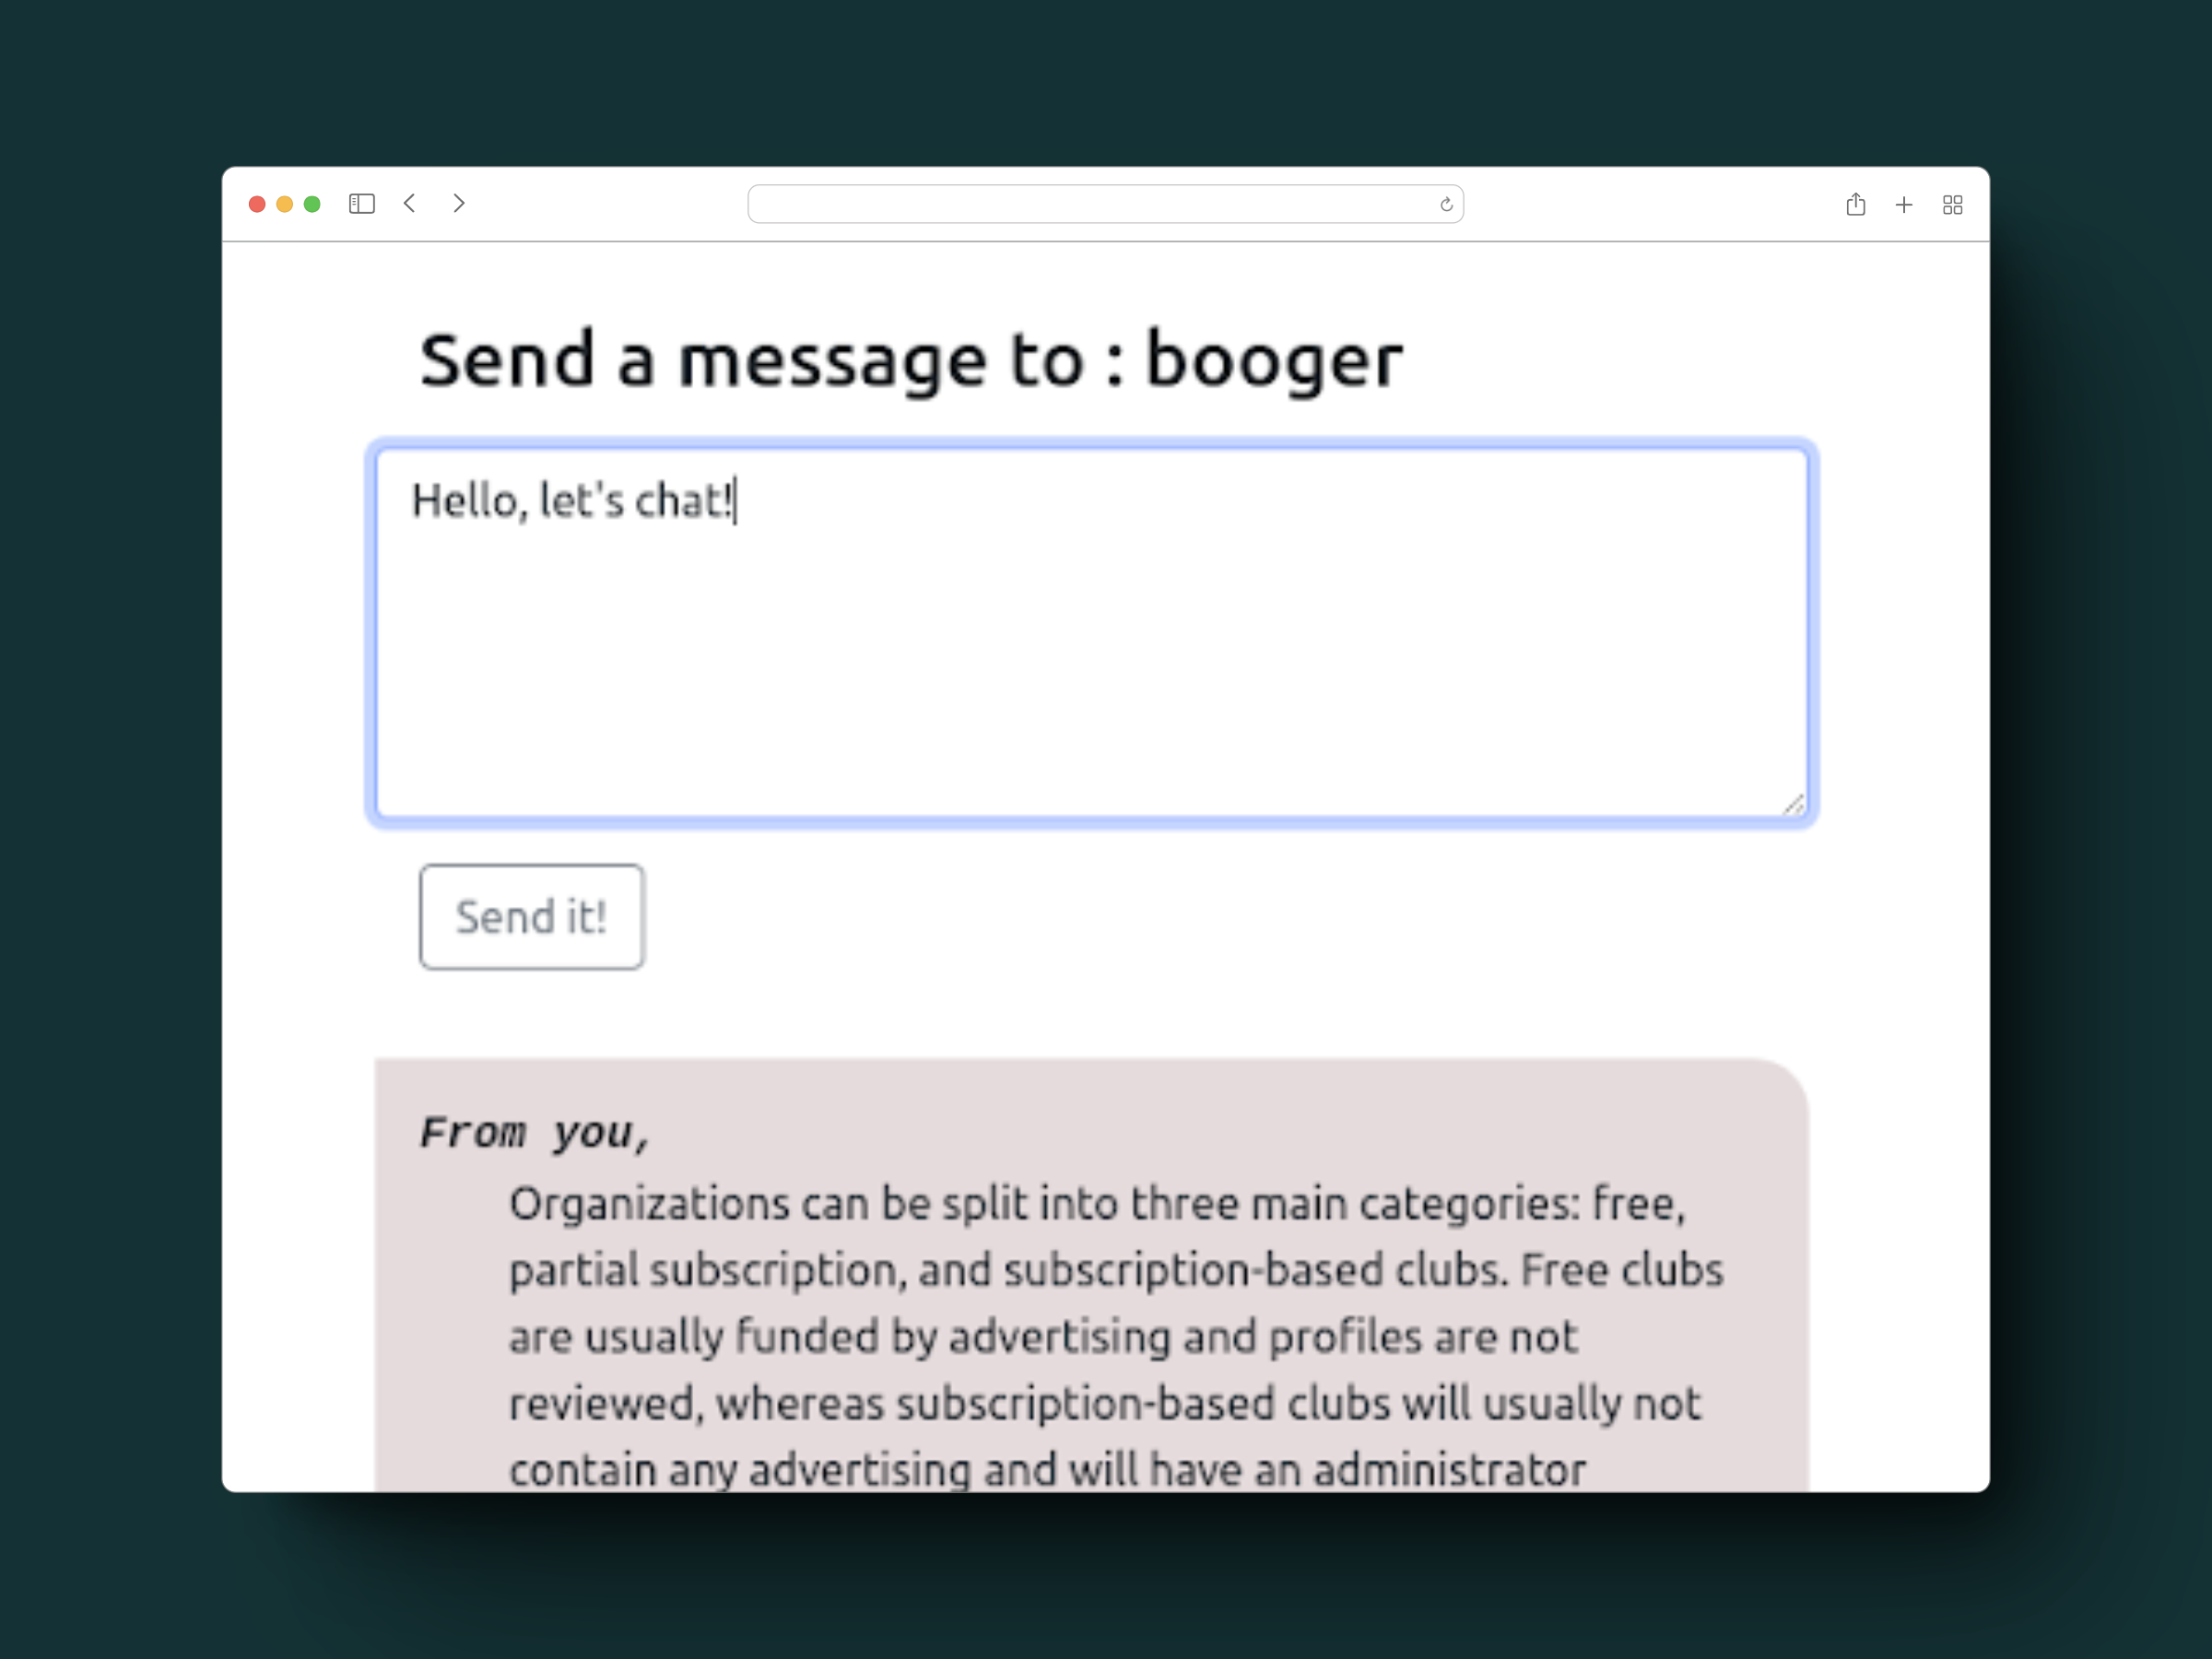 Send a message to : booger
Hello, let's chat!
Send it!
From you,
Organizations can be split into three main categories: free,
partial subscription, and subscription-based clubs. Free clubs
are usually funded by advertising and profiles are not
reviewed, whereas subscription-based clubs will usually not
contain any advertising and will have an administrator